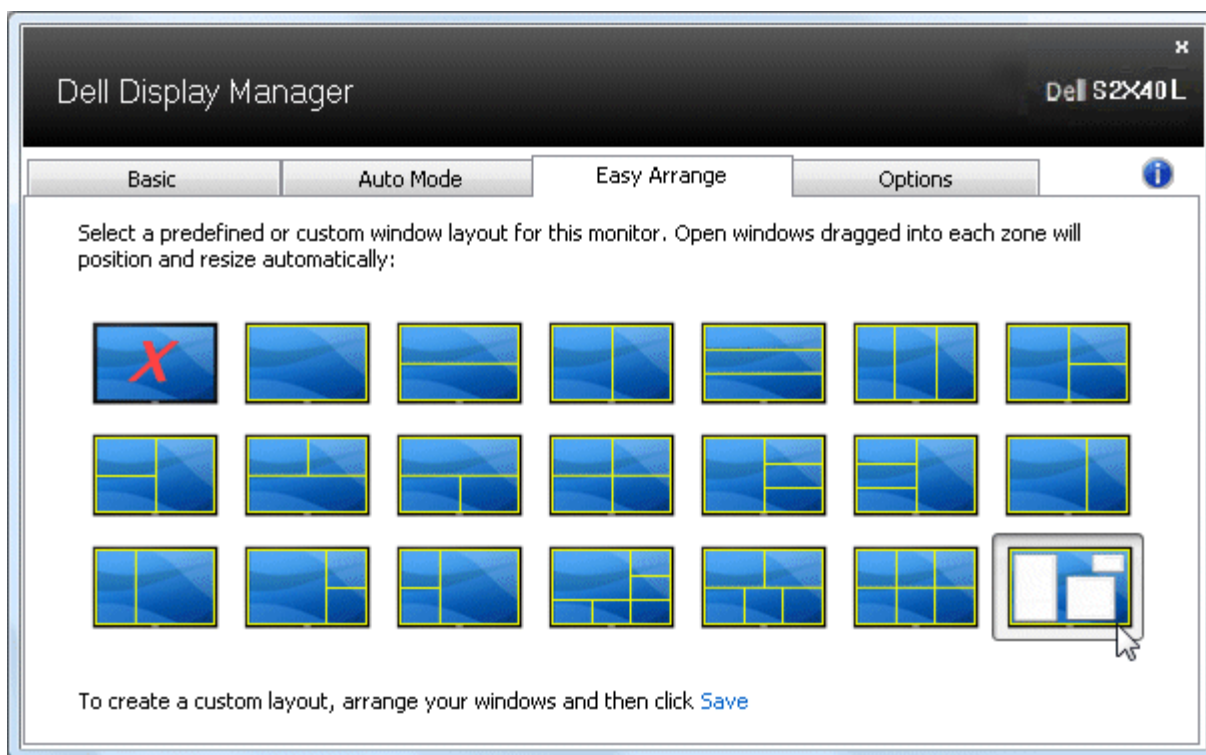 Dell Display Manager
Dell S2X40L
Basic
Auto Mode
Easy Arrange
Options
Select a predefined or custom window layout for this monitor. Open windows dragged into each zone will
position and resize automatically:
To create a custom layout, arrange your windows and then click Save